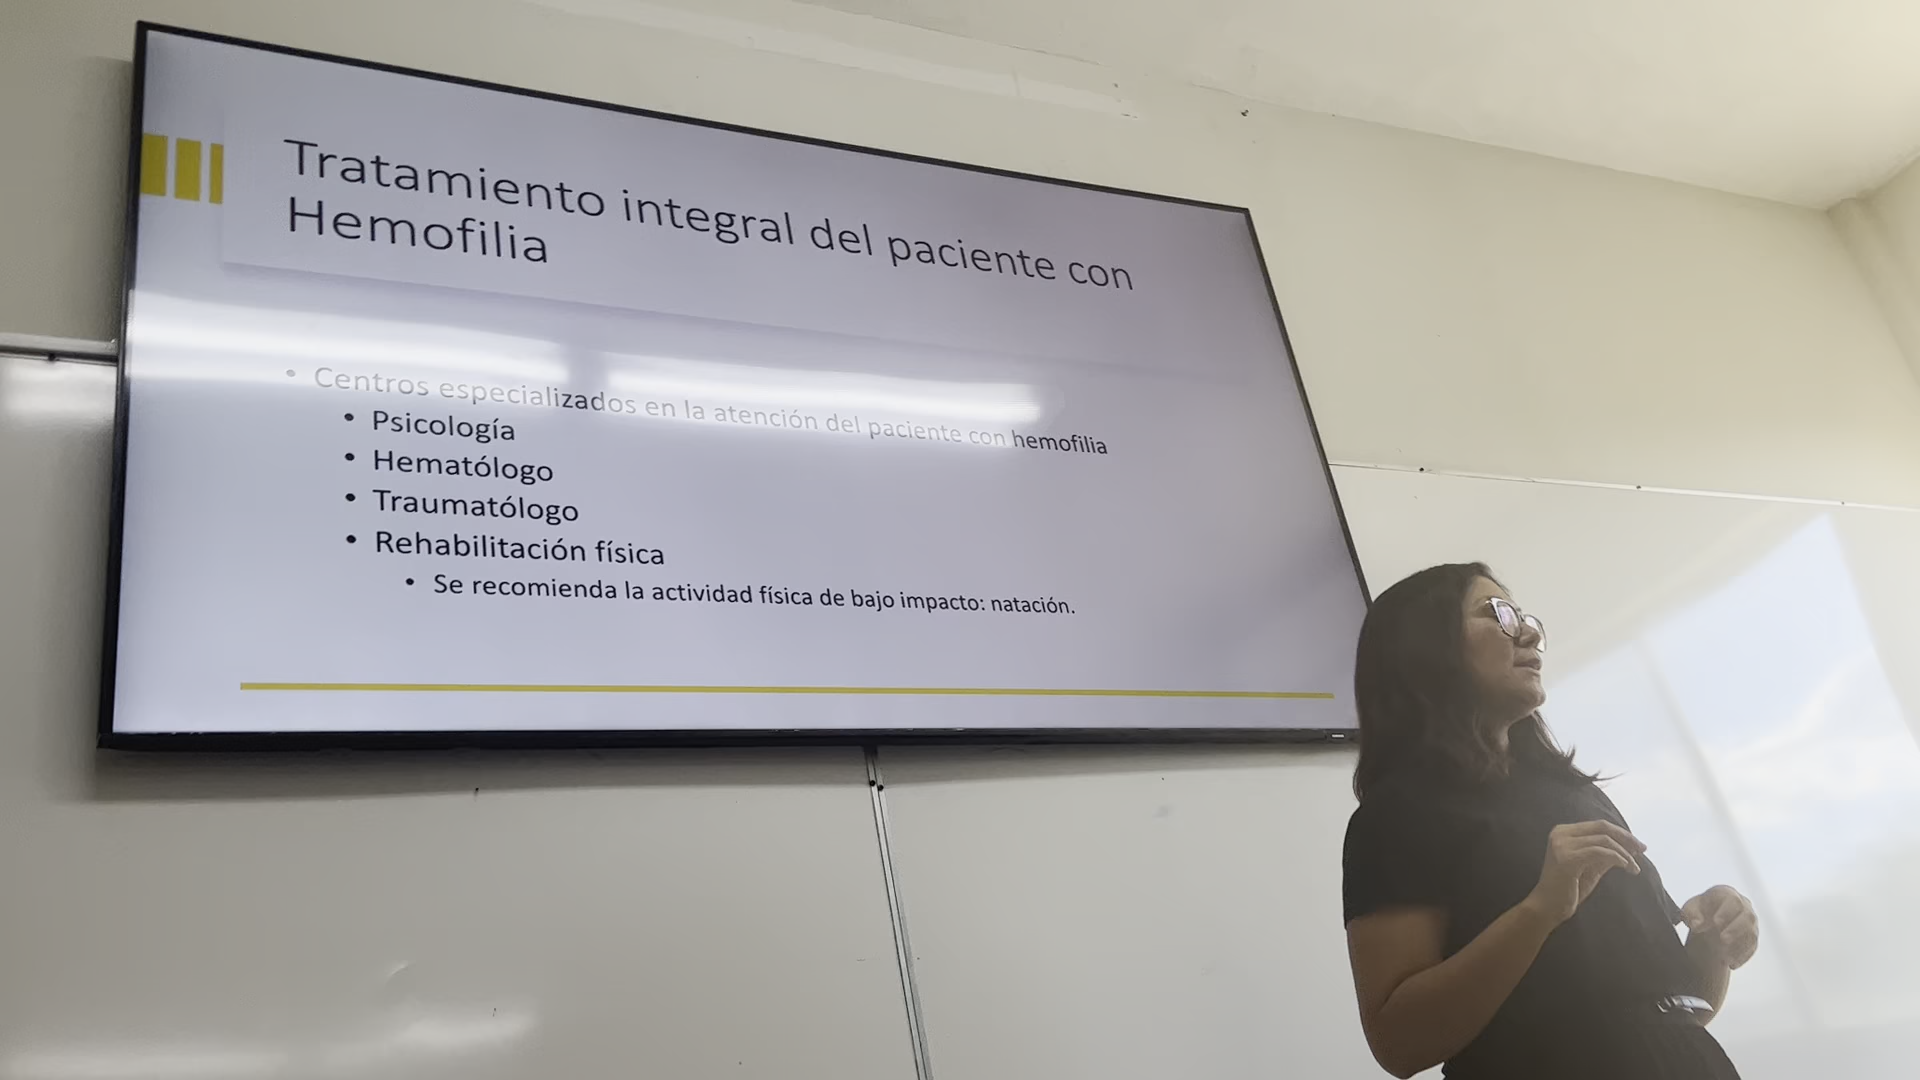 Tratamiento integral del paciente con
Hemofilia
• Centros especializados en la atención del paciente con hemofilia
• Psicología
• Hematólogo
• Traumatólogo
• Rehabilitación física
• Se recomienda la actividad física de bajo impacto: natación.